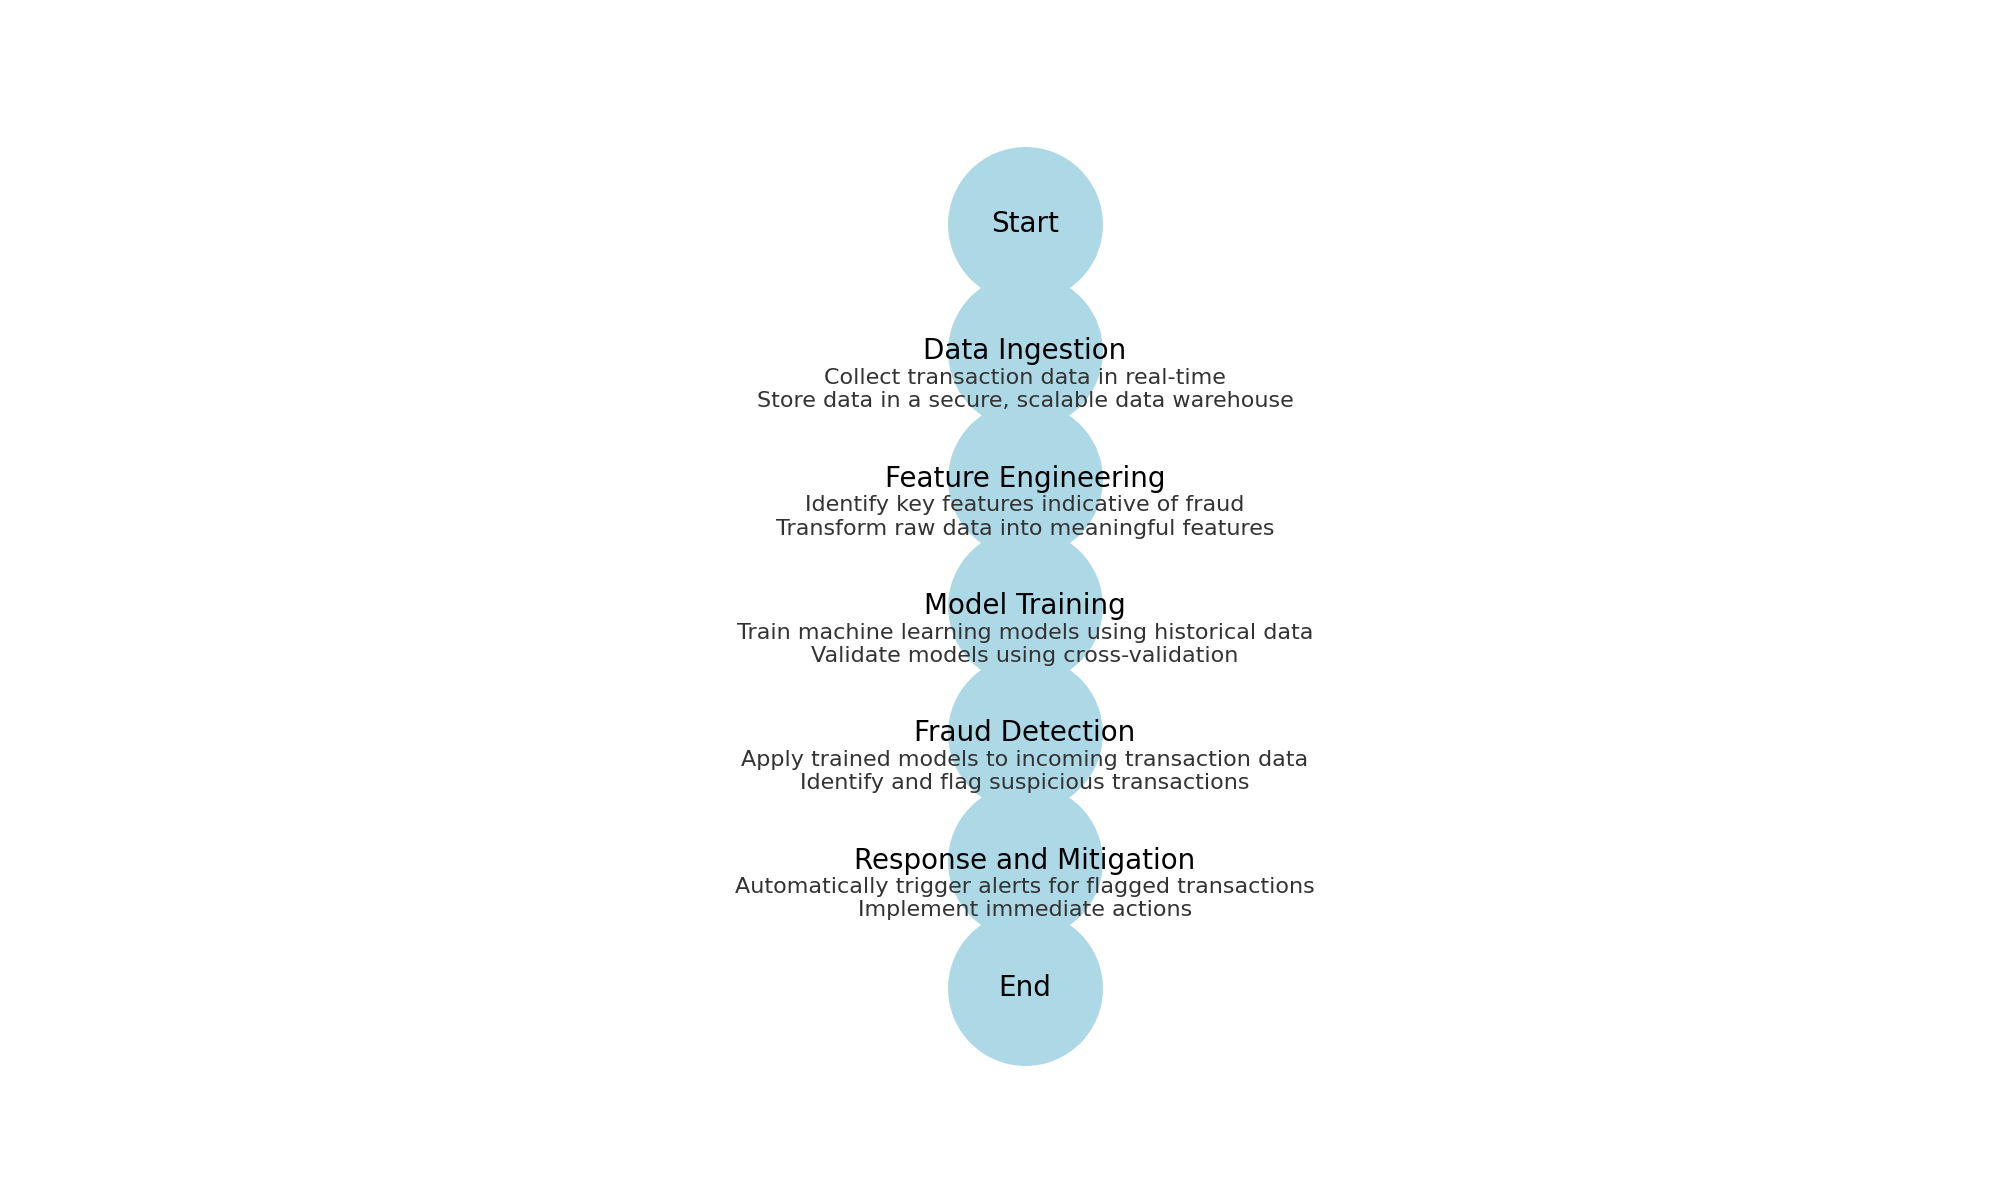 Start
Data Ingestion
Collect transaction data in real-time
Store data in a secure, scalable data warehouse
Feature Engineering
Identify key features indicative of fraud
Transform raw data into meaningful features
Model Training
Train machine learning models using historical data
Validate models using cross-validation
Fraud Detection
Apply trained models to incoming transaction data
Identify and flag suspicious transactions
Response and Mitigation
Automatically trigger alerts for flagged transactions
Implement immediate actions
End